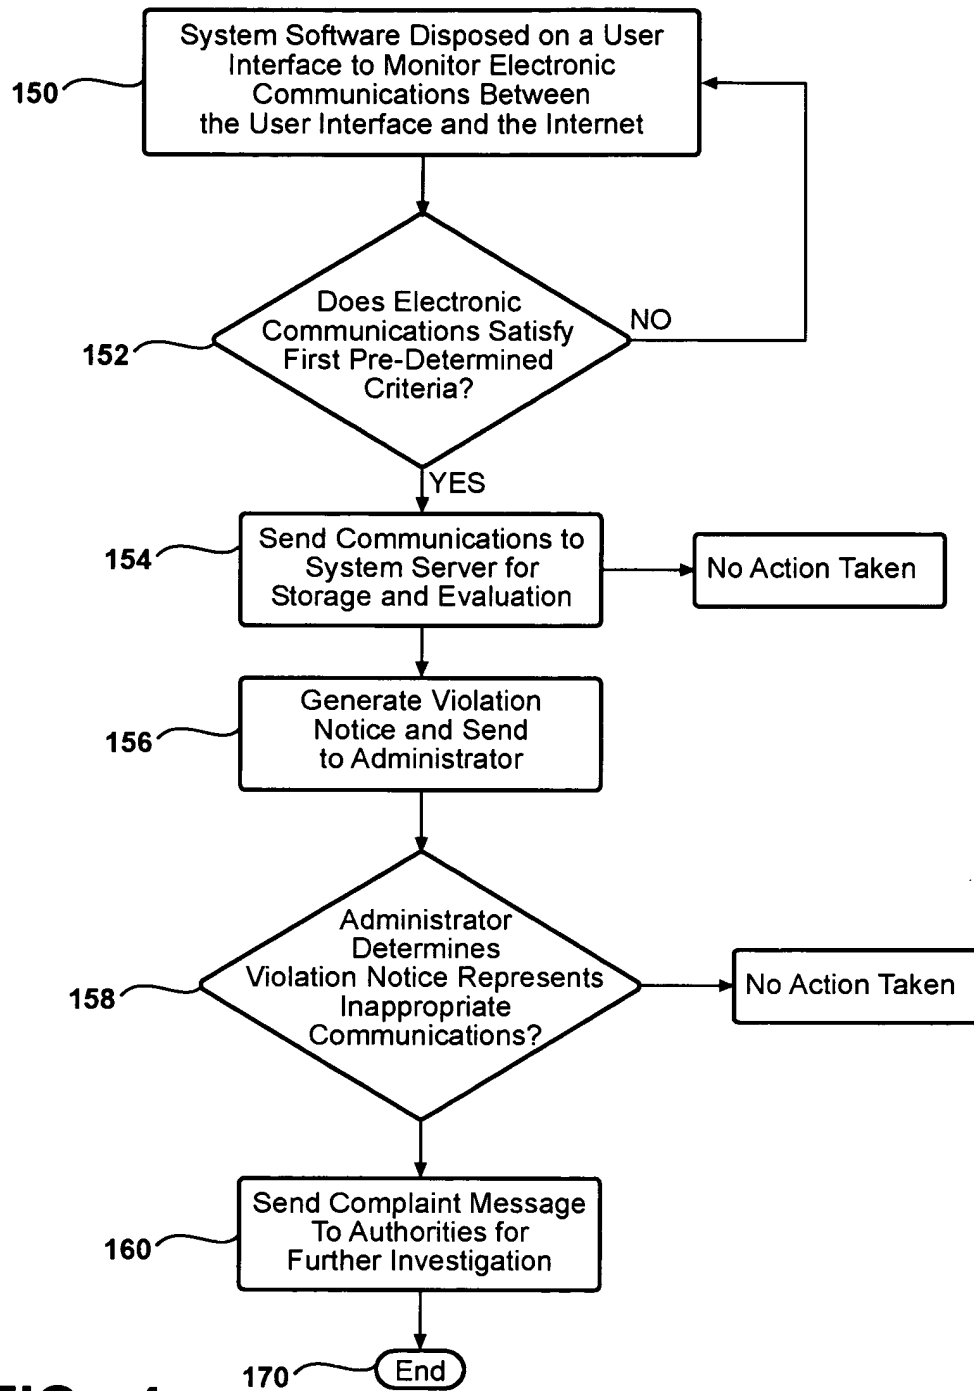 System Software Disposed on a User
Interface to Monitor Electronic
Communications Between
the User Interface and the Internet
150
Does Electronic
Communications Satisfy
First Pre-Determined
Criteria?
NO
152
YES
Send Communications to
System Server for
Storage and Evaluation
154
No Action Taken
Generate Violation
Notice and Send
to Administrator
156
Administrator
Determines
Violation Notice Represents
Inappropriate
Communications?
158
No Action Taken
Send Complaint Message
To Authorities for
Further Investigation
160
End
170